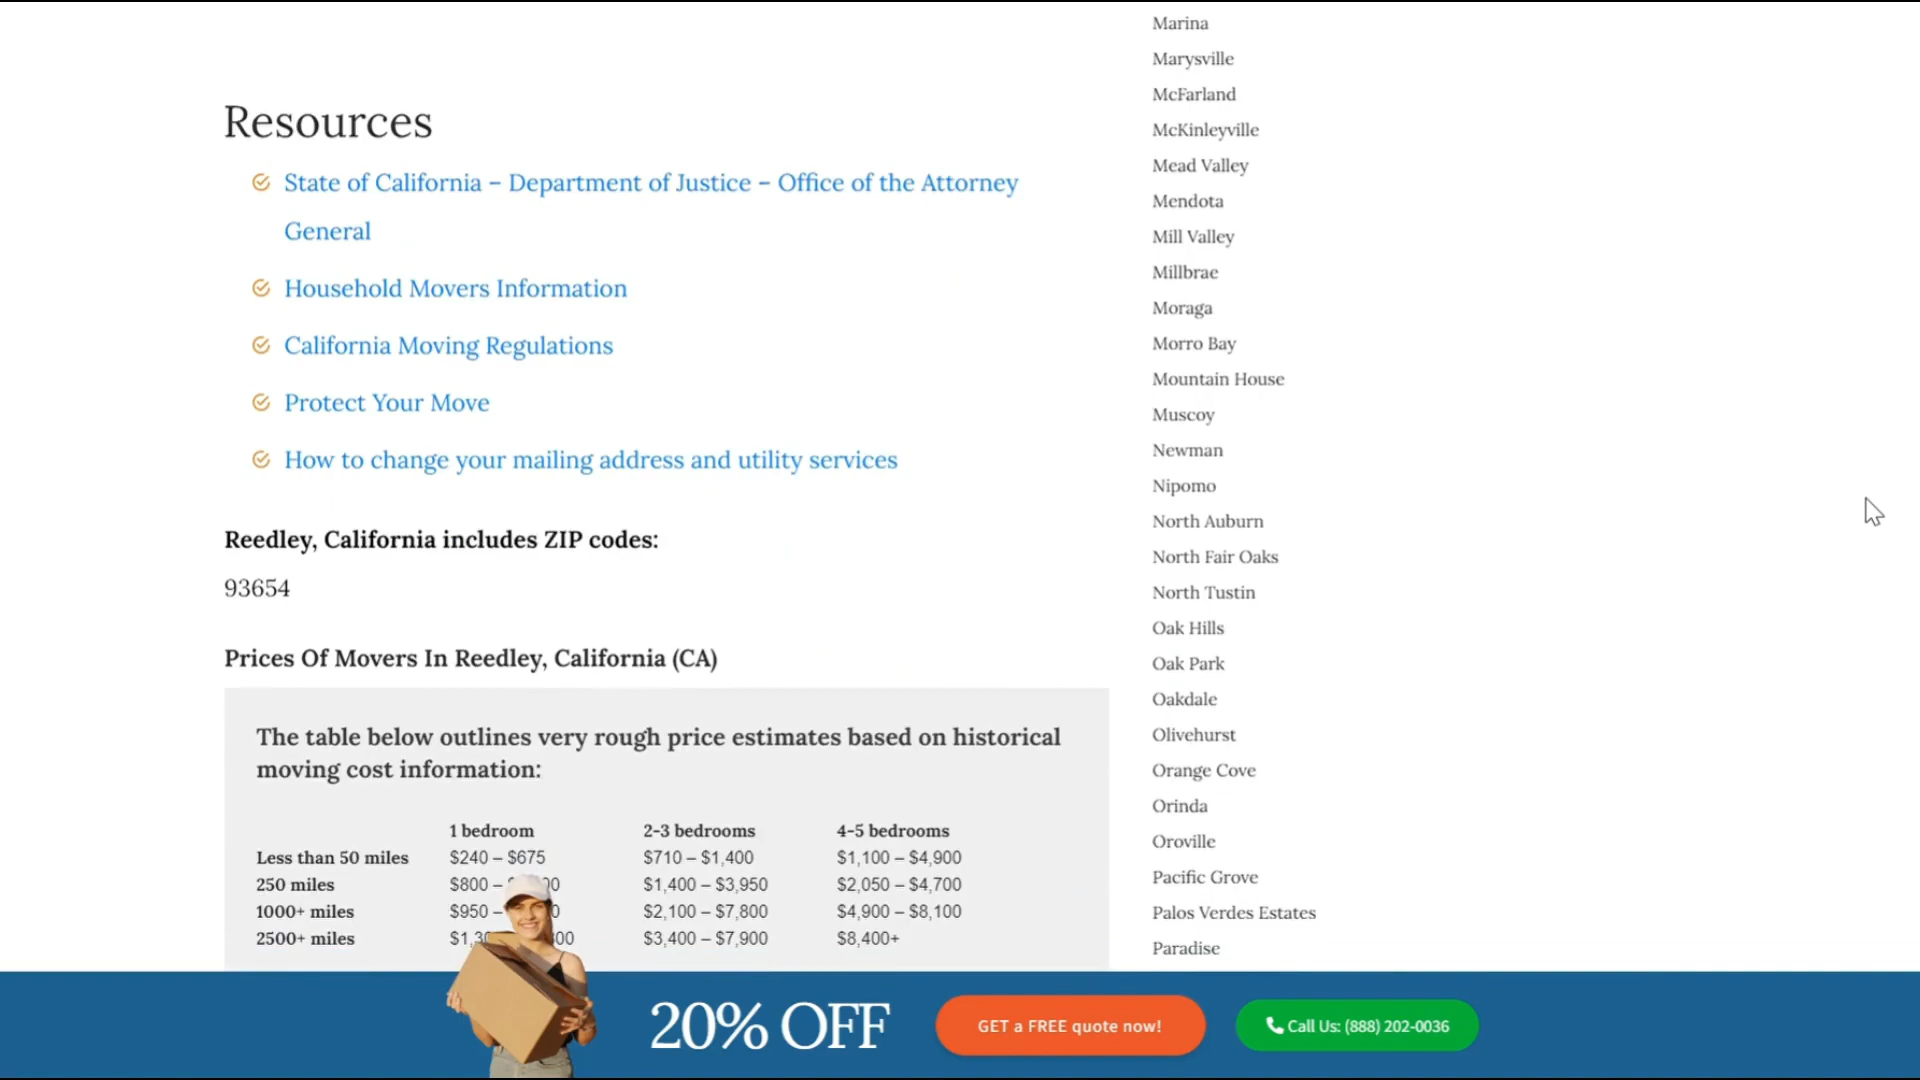 Resources
State of California – Department of Justice – Office of the Attorney
General
Household Movers Information
California Moving Regulations
Protect Your Move
How to change your mailing address and utility services
Reedley, California includes ZIP codes:
93654
Prices Of Movers In Reedley, California (CA)
The table below outlines very rough price estimates based on historical
moving cost information:
1 bedroom 2-3 bedrooms 4-5 bedrooms
Less than 50 miles $240 – $675 $710 – $1,400 $1,100 – $4,900
250 miles $800 – $1,400 – $3,950 $2,050 – $4,700
1000+ miles $950 – $2,100 – $7,800 $4,900 – $8,100
2500+ miles $3,400 – $7,900 $8,400+
Marina
Marysville
McFarland
McKinleyville
Mead Valley
Mendota
Mill Valley
Millbrae
Moraga
Morro Bay
Mountain House
Muscoy
Newman
Nipomo
North Auburn
North Fair Oaks
North Tustin
Oak Hills
Oak Park
Oakdale
Olivehurst
Orange Cove
Orinda
Oroville
Pacific Grove
Palos Verdes Estates
Paradise
20% OFF
GET a FREE quote now!
Call Us: (888) 202-0036